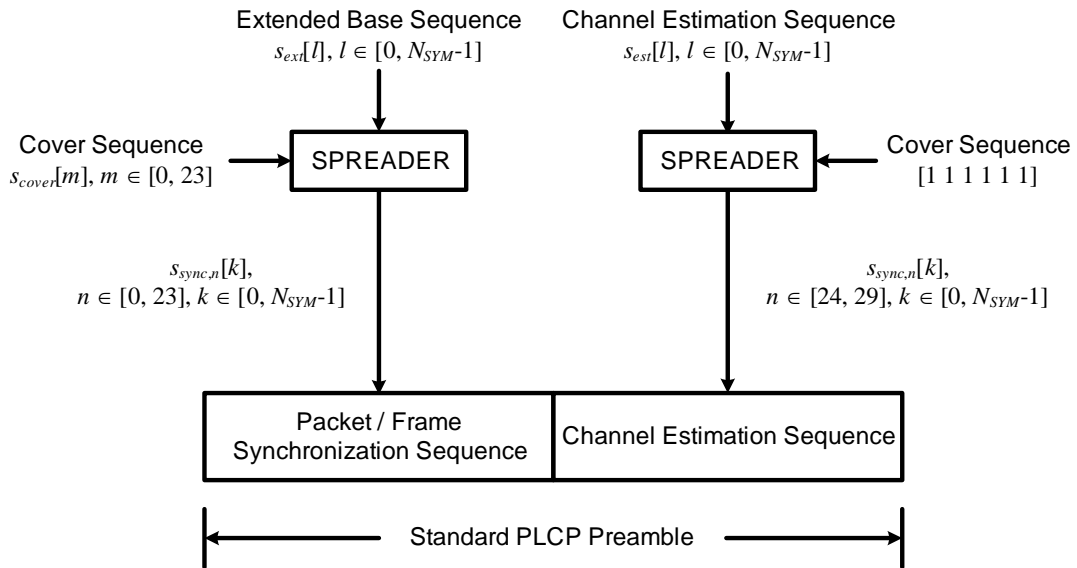 Extended Base Sequence
s_ext[l], l ∈ [0, N_SYM-1]
Channel Estimation Sequence
s_est[l], l ∈ [0, N_SYM-1]
Cover Sequence
s_cover[m], m ∈ [0, 23]
SPREADER
SPREADER
Cover Sequence
[1 1 1 1 1 1]
s_sync,n[k],
n ∈ [0, 23], k ∈ [0, N_SYM-1]
s_sync,n[k],
n ∈ [24, 29], k ∈ [0, N_SYM-1]
Packet / Frame
Synchronization Sequence
Channel Estimation Sequence
Standard PLCP Preamble